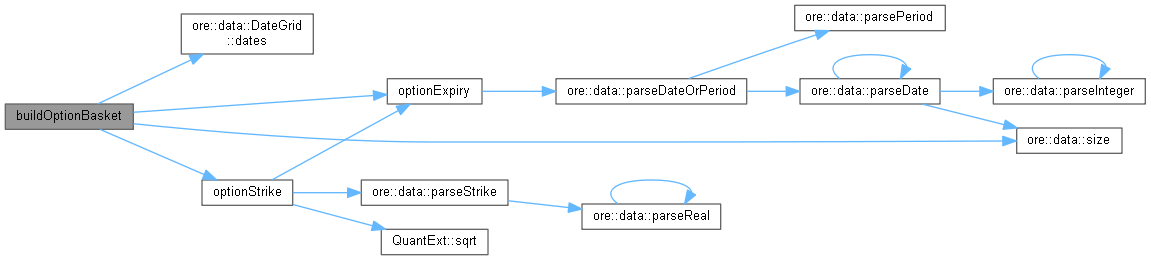 ore::data::parsePeriod
ore::data::DateGrid
::dates
optionExpiry
ore::data::parseDateOrPeriod
ore::data::parseDate
ore::data::parseInteger
buildOptionBasket
ore::data::size
optionStrike
ore::data::parseStrike
ore::data::parseReal
QuantExt::sqrt